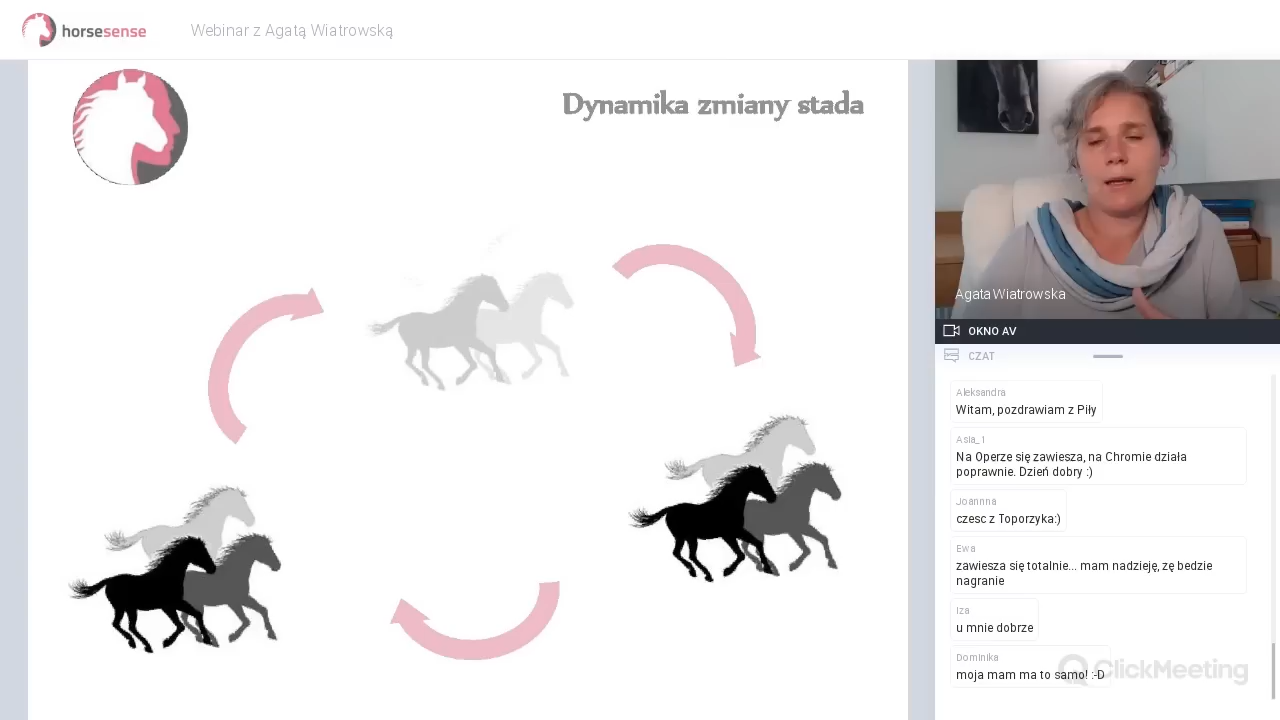 horsesense
Webinar z Agatą Wiatrowską
Dynamika zmiany stada
Agata Wiatrowska
OKNO AV
CZAT
Aleksandra
Witam, pozdrawiam z Piły
Asia_1
Na Operze się zawiesza, na Chromie działa
poprawnie. Dzień dobry :)
Joannna
czesc z Toporzyka:)
Ewa
zawiesza się totalnie... mam nadzieję, zę bedzie
nagranie
Iza
u mnie dobrze
Dominika
moja mam ma to samo! :-D
ClickMeeting